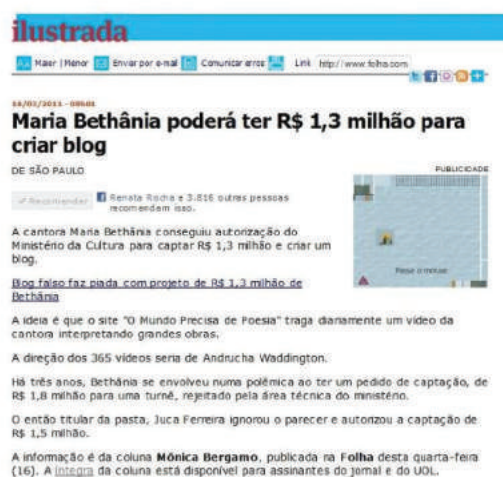 ilustrada
Maior | Menor Enviar por e-mail Comunicar erros Link http://www.folha.com
16/03/2011 - 08h01
Maria Bethânia poderá ter R$ 1,3 milhão para
criar blog
DE SÃO PAULO
PUBLICIDADE
Recomendar Renata Rocha e 3.816 outras pessoas
recomendam isso.
Passe o mouse
A cantora Maria Bethânia conseguiu autorização do
Ministério da Cultura para captar R$ 1,3 milhão e criar um
blog.
Blog falso faz piada com projeto de R$ 1,3 milhão de
Bethânia
A ideia é que o site "O Mundo Precisa de Poesia" traga diariamente um vídeo da
cantora interpretando grandes obras.
A direção dos 365 vídeos seria de Andrucha Waddington.
Há três anos, Bethânia se envolveu numa polêmica ao ter um pedido de captação, de
R$ 1,8 milhão para uma turnê, rejeitado pela área técnica do ministério.
O então titular da pasta, Juca Ferreira ignorou o parecer e autorizou a captação de
R$ 1,5 milhão.
A informação é da coluna Mônica Bergamo, publicada na Folha desta quarta-feira
(16). A íntegra da coluna está disponível para assinantes do jornal e do UOL.